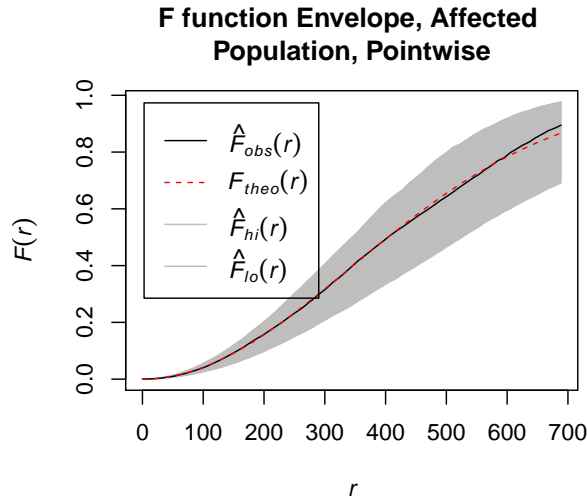 F function Envelope, Affected
Population, Pointwise
F(r)
1.0
0.8
0.6
0.4
0.2
0.0
F̂obs(r)
Ftheo(r)
F̂hi(r)
F̂lo(r)
0 100 200 300 400 500 600 700
r